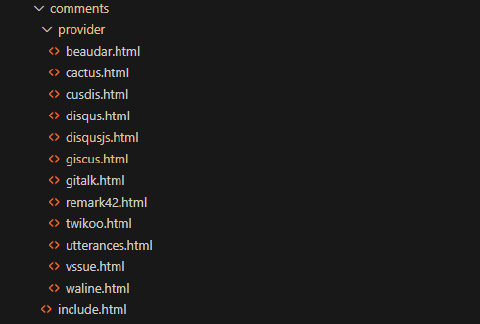 comments
provider
beaudar.html
cactus.html
cusdis.html
disqus.html
disqusjs.html
giscus.html
gitalk.html
remark42.html
twikoo.html
utterances.html
vssue.html
waline.html
include.html